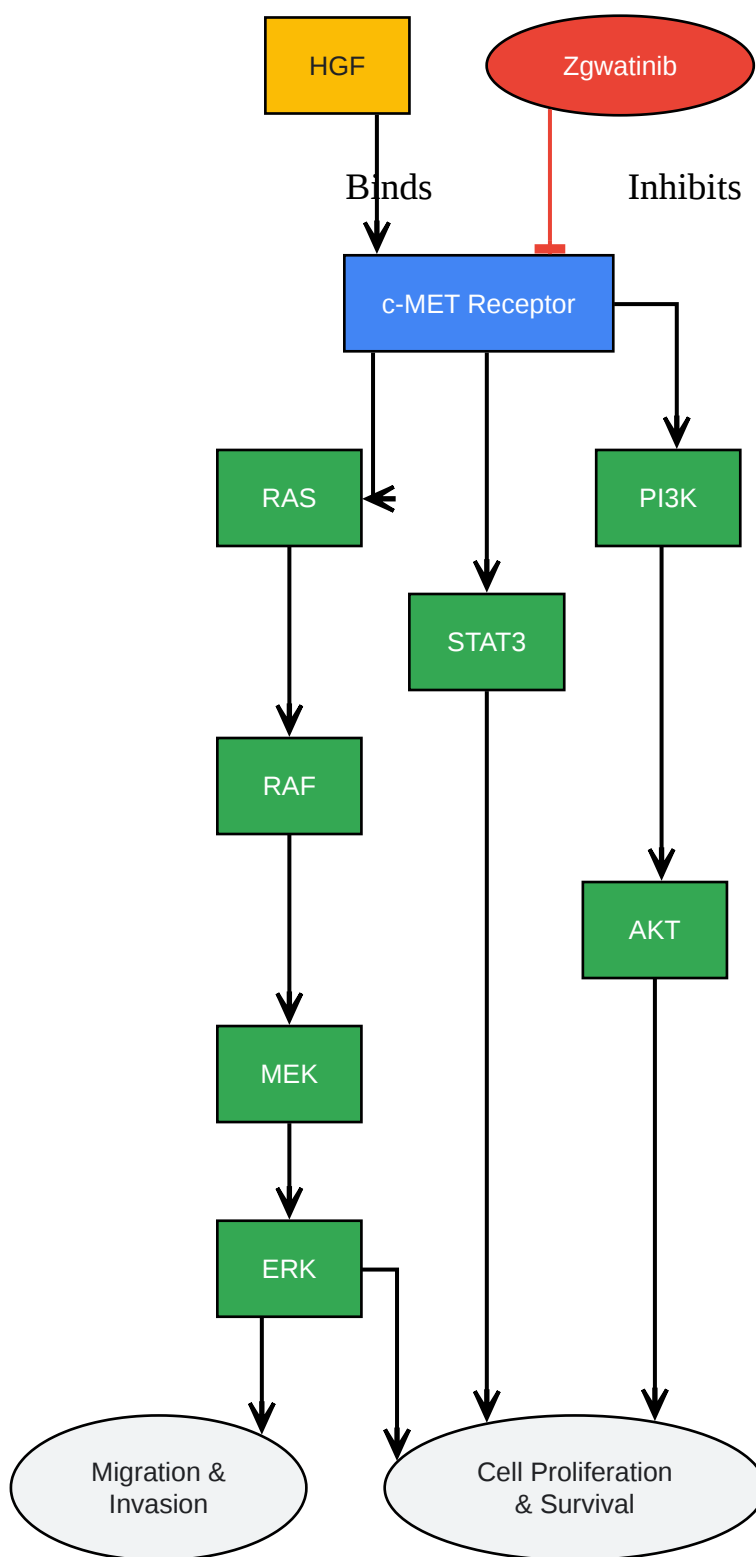 HGF
Zgwatinib
Binds
Inhibits
c-MET Receptor
RAS
PI3K
STAT3
RAF
AKT
MEK
ERK
Migration &
Invasion
Cell Proliferation
& Survival